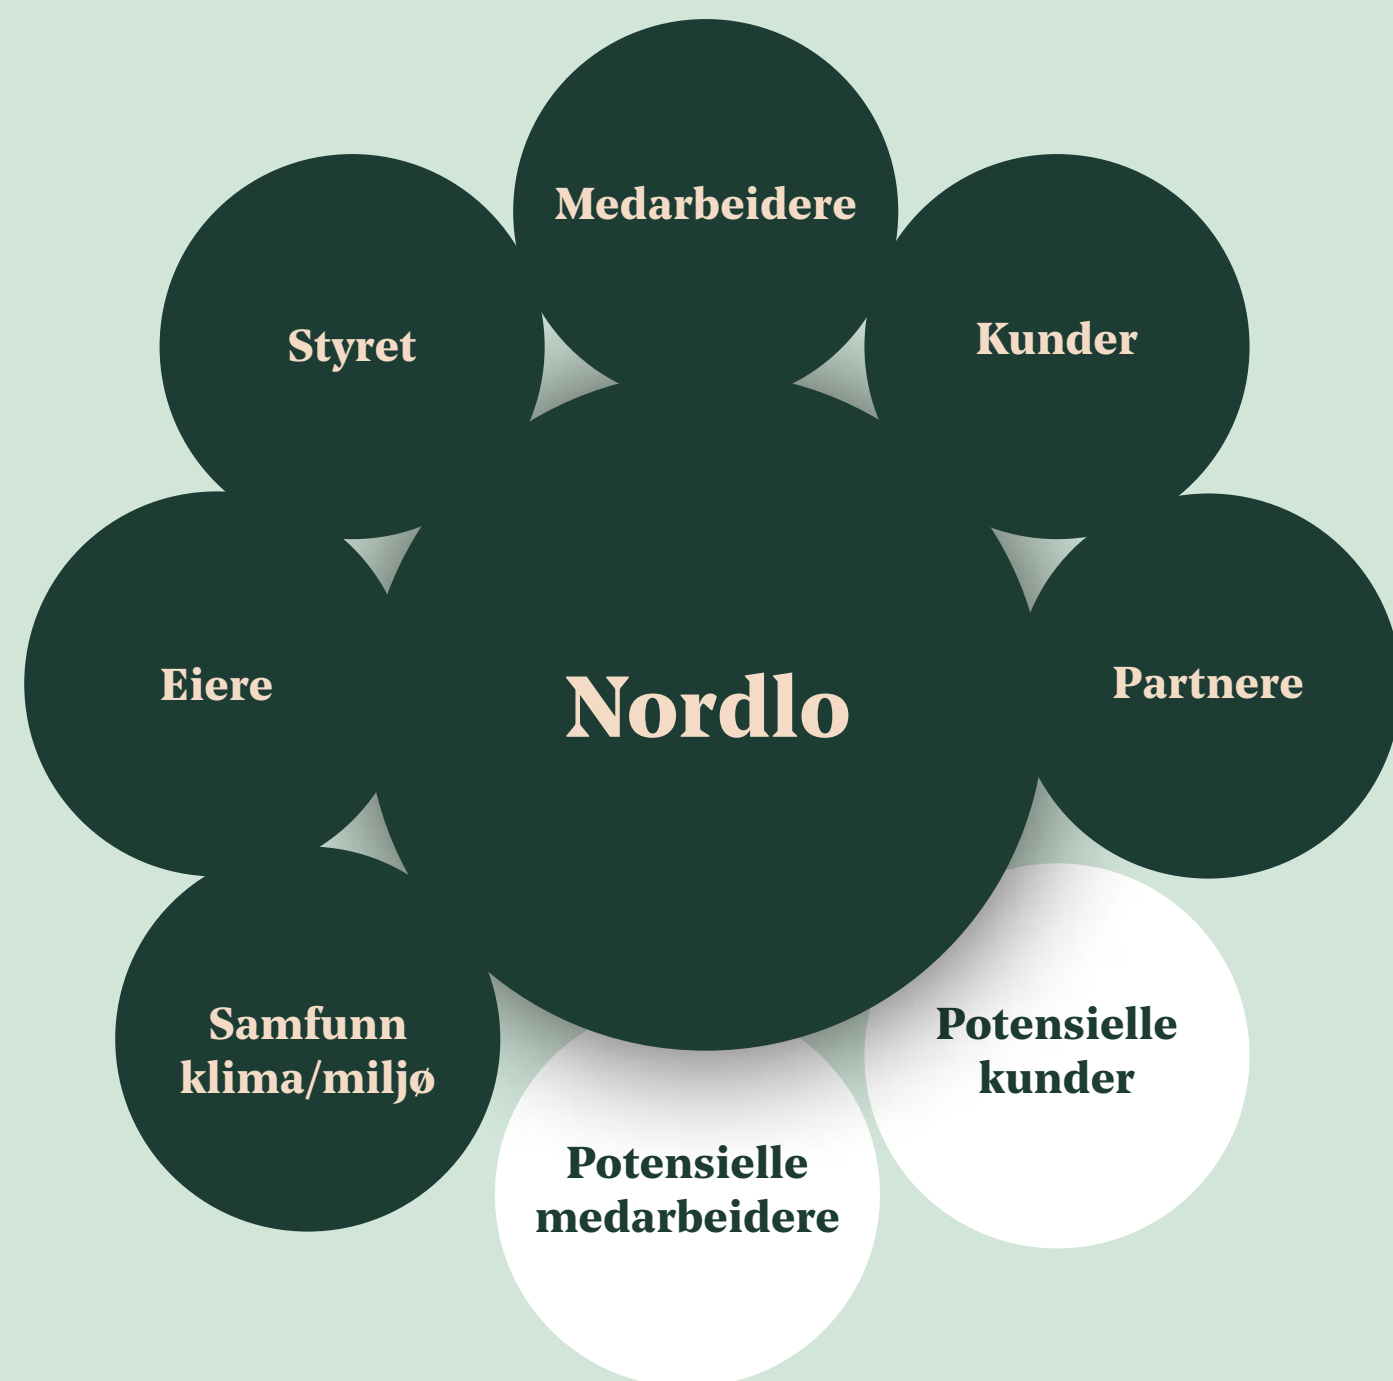 Medarbeidere
Styret
Kunder
Eiere
Nordlo
Partnere
Samfunn
klima/miljø
Potensielle
kunder
Potensielle
medarbeidere